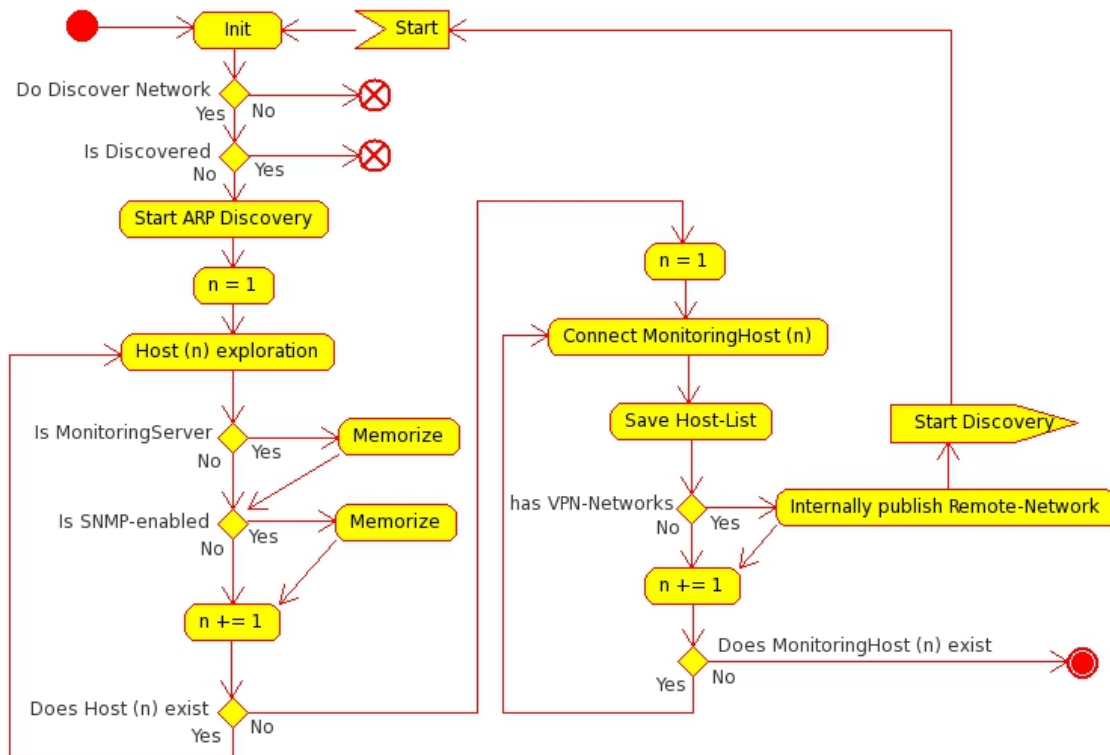 Init
Start
Do Discover Network
Yes
No
Is Discovered
No
Yes
Start ARP Discovery
n = 1
Host (n) exploration
Is MonitoringServer
Yes
No
Memorize
Is SNMP-enabled
Yes
No
Memorize
n += 1
Does Host (n) exist
No
Yes
n = 1
Connect MonitoringHost (n)
Save Host-List
Start Discovery
has VPN-Networks
No
Yes
Internally publish Remote-Network
n += 1
Does MonitoringHost (n) exist
Yes
No